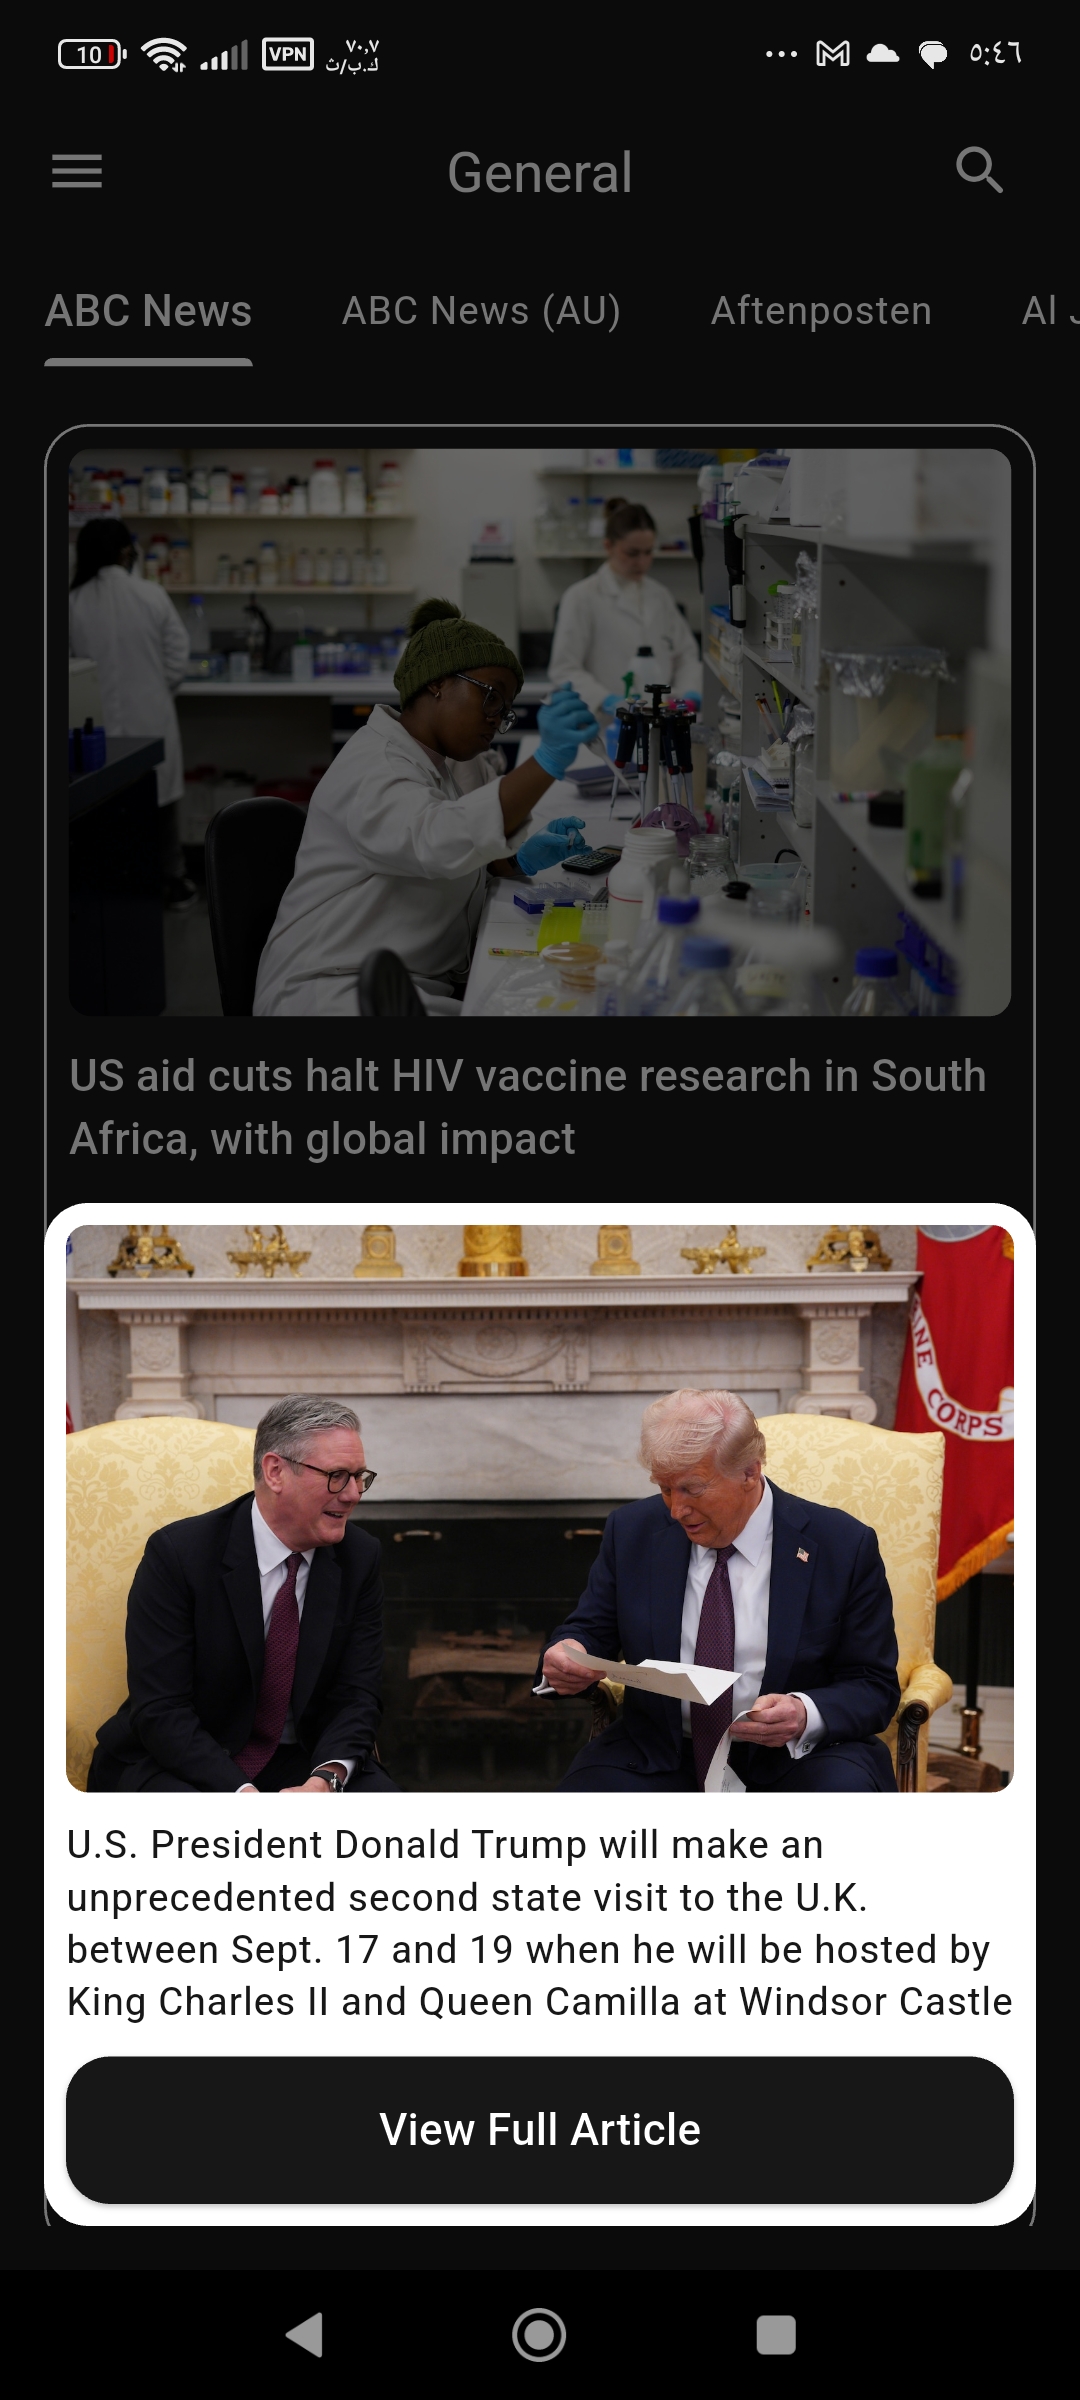 10 VPN ٧٠,٧ ك.ب/ث ... ٥:٤٦
General
ABC News ABC News (AU) Aftenposten Al J
US aid cuts halt HIV vaccine research in South
Africa, with global impact
INE CORPS
U.S. President Donald Trump will make an
unprecedented second state visit to the U.K.
between Sept. 17 and 19 when he will be hosted by
King Charles II and Queen Camilla at Windsor Castle
View Full Article